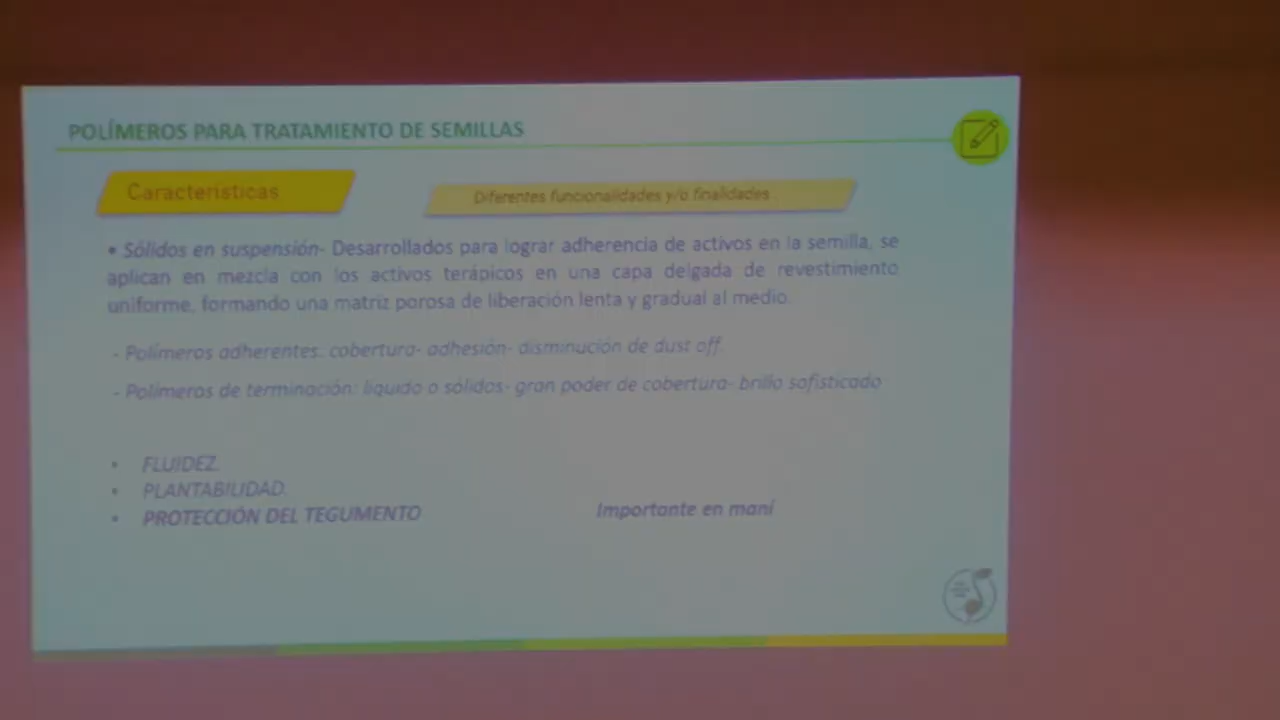 POLÍMEROS PARA TRATAMIENTO DE SEMILLAS
Características
Diferentes funcionalidades y/o finalidades
• Sólidos en suspensión- Desarrollados para lograr adherencia de activos en la semilla, se
aplican en mezcla con los activos terápicos en una capa delgada de revestimiento
uniforme, formando una matriz porosa de liberación lenta y gradual al medio.
- Polímeros adherentes: cobertura- adhesión- disminución de dust off.
- Polímeros de terminación: liquido o sólidos- gran poder de cobertura- brillo sofisticado
• FLUIDEZ.
• PLANTABILIDAD.
• PROTECCIÓN DEL TEGUMENTO
Importante en maní